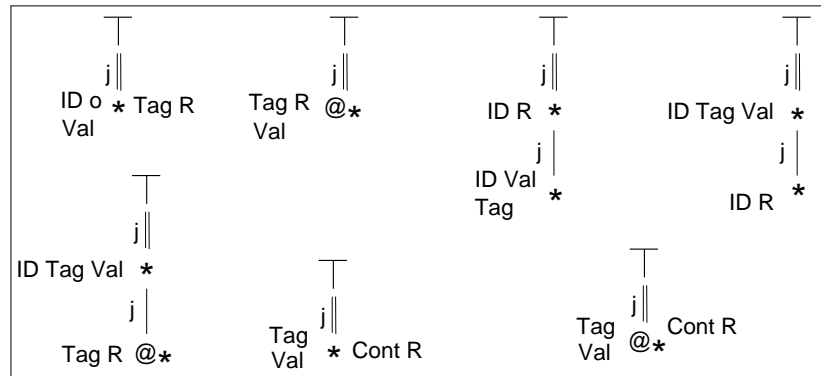 j
ID o * Tag R
Val
j
Tag R @*
Val
j
ID R *
j
ID Val
Tag *
j
ID Tag Val *
j
ID R *
j
ID Tag Val *
j
Tag R @*
j
Tag
Val * Cont R
j
Tag Cont R
Val @*